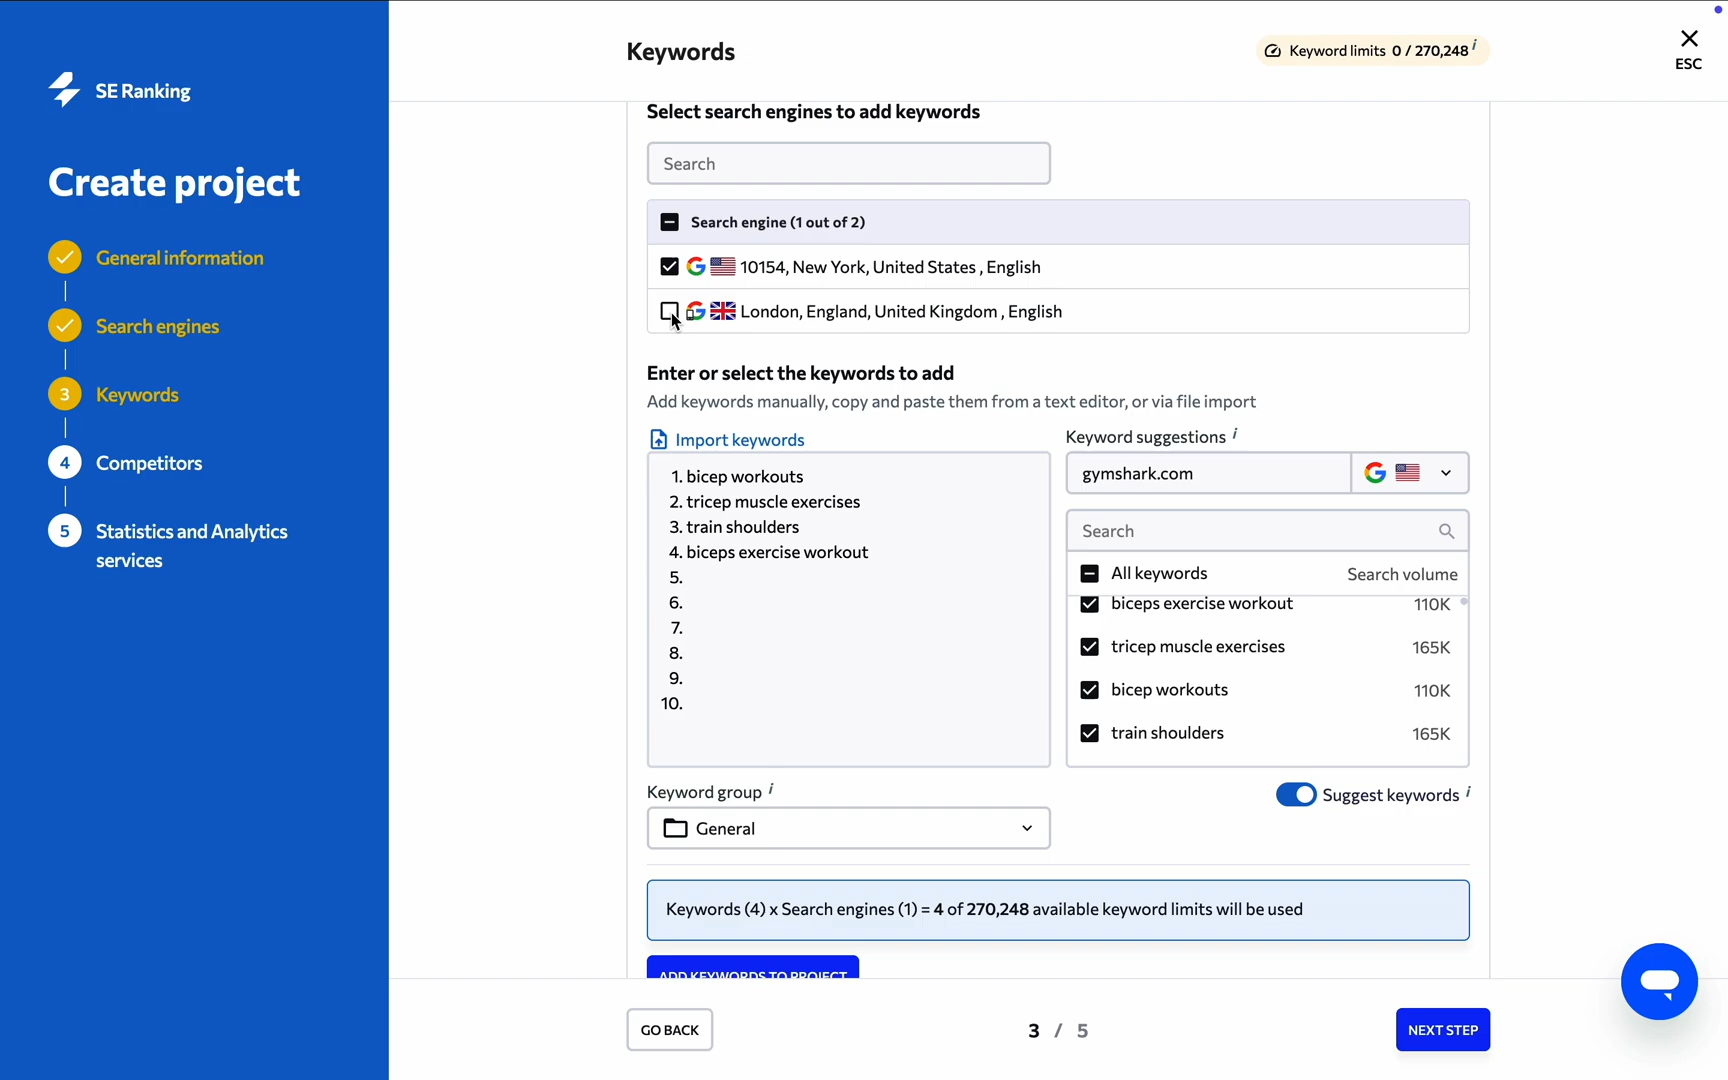 SE Ranking
Create project
General information
Search engines
3 Keywords
4 Competitors
5 Statistics and Analytics
services
Keywords
Keyword limits 0 / 270,248 i
ESC
Select search engines to add keywords
Search
Search engine (1 out of 2)
10154, New York, United States , English
London, England, United Kingdom , English
Enter or select the keywords to add
Add keywords manually, copy and paste them from a text editor, or via file import
Import keywords
1. bicep workouts
2. tricep muscle exercises
3. train shoulders
4. biceps exercise workout
5.
6.
7.
8.
9.
10.
Keyword suggestions i
gymshark.com
Search
All keywords Search volume
biceps exercise workout 110K
tricep muscle exercises 165K
bicep workouts 110K
train shoulders 165K
Keyword group i
General
Suggest keywords i
Keywords (4) x Search engines (1) = 4 of 270,248 available keyword limits will be used
ADD KEYWORDS TO PROJECT
GO BACK
3 / 5
NEXT STEP